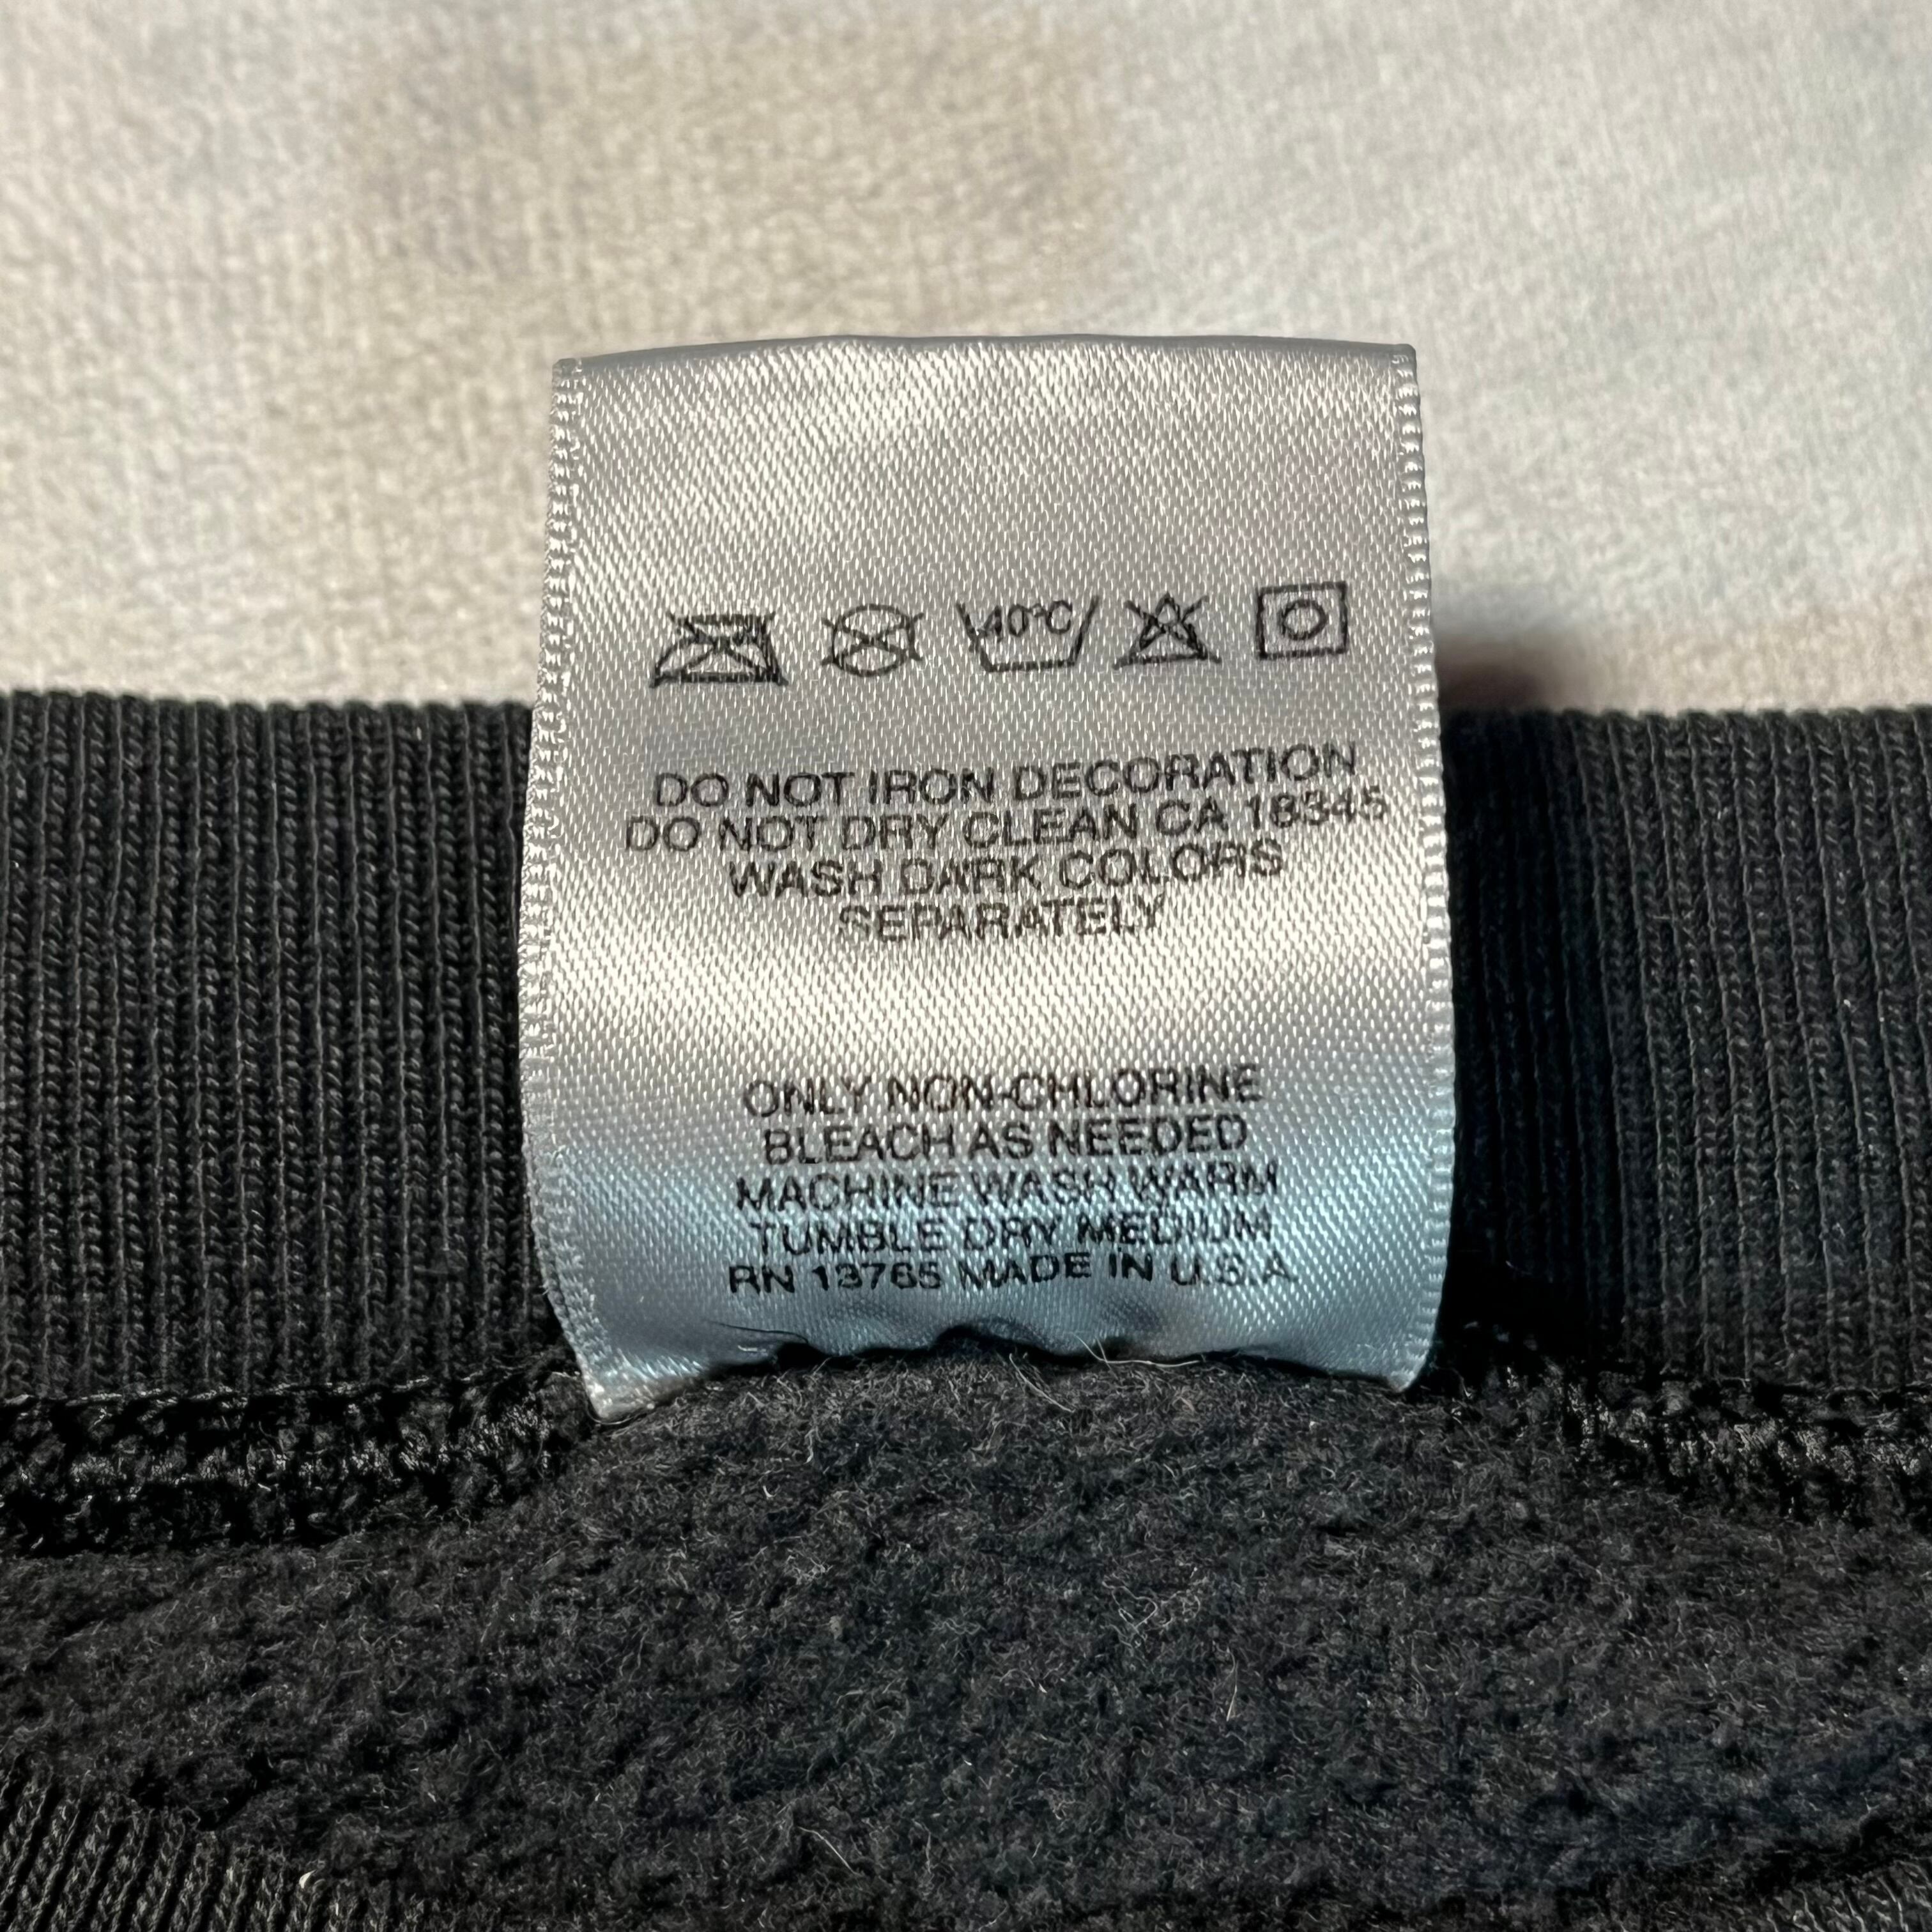 40°C
DO NOT IRON DECORATION
DO NOT DRY CLEAN CA 18345
WASH DARK COLORS
SEPARATELY
ONLY NON-CHLORINE
BLEACH AS NEEDED
MACHINE WASH WARM
TUMBLE DRY MEDIUM
RN 13765 MADE IN U.S.A